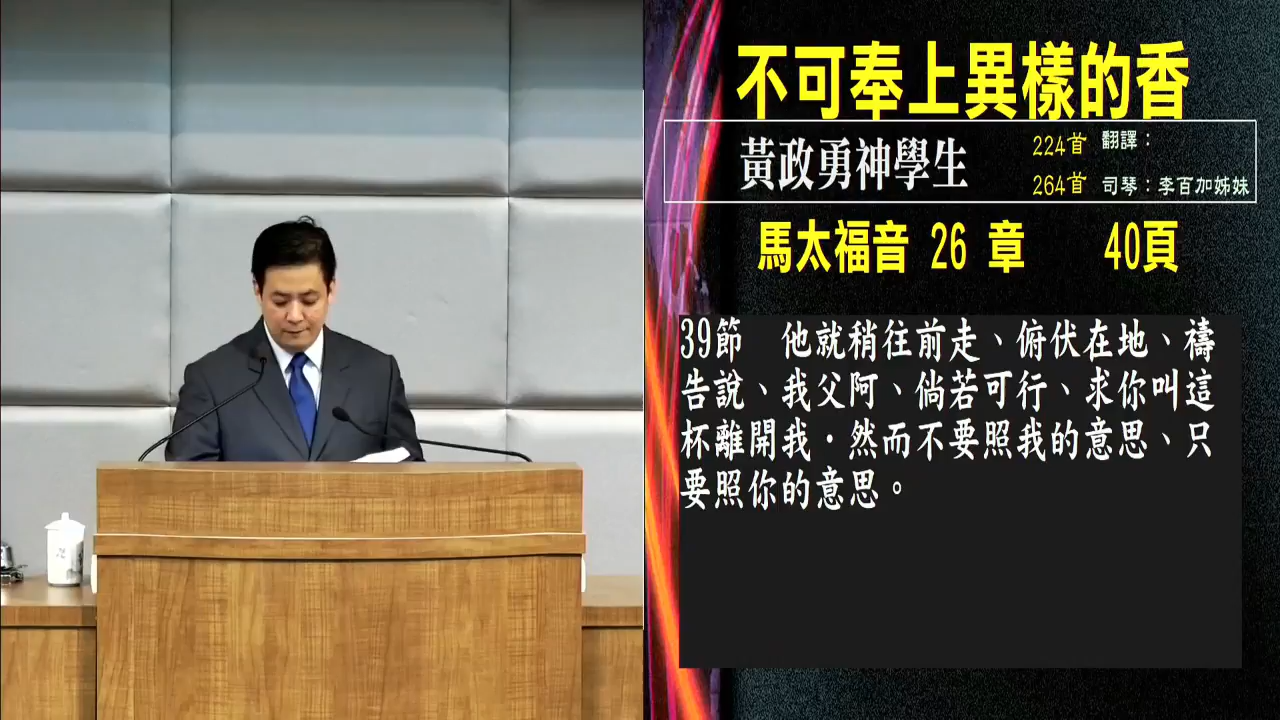 不可奉上異樣的香
黃政勇神學生
224首 翻譯：
264首 司琴：李百加姊妹
馬太福音 26 章 40頁
39節 他就稍往前走、俯伏在地、禱
告說、我父阿、倘若可行、求你叫這
杯離開我．然而不要照我的意思、只
要照你的意思。